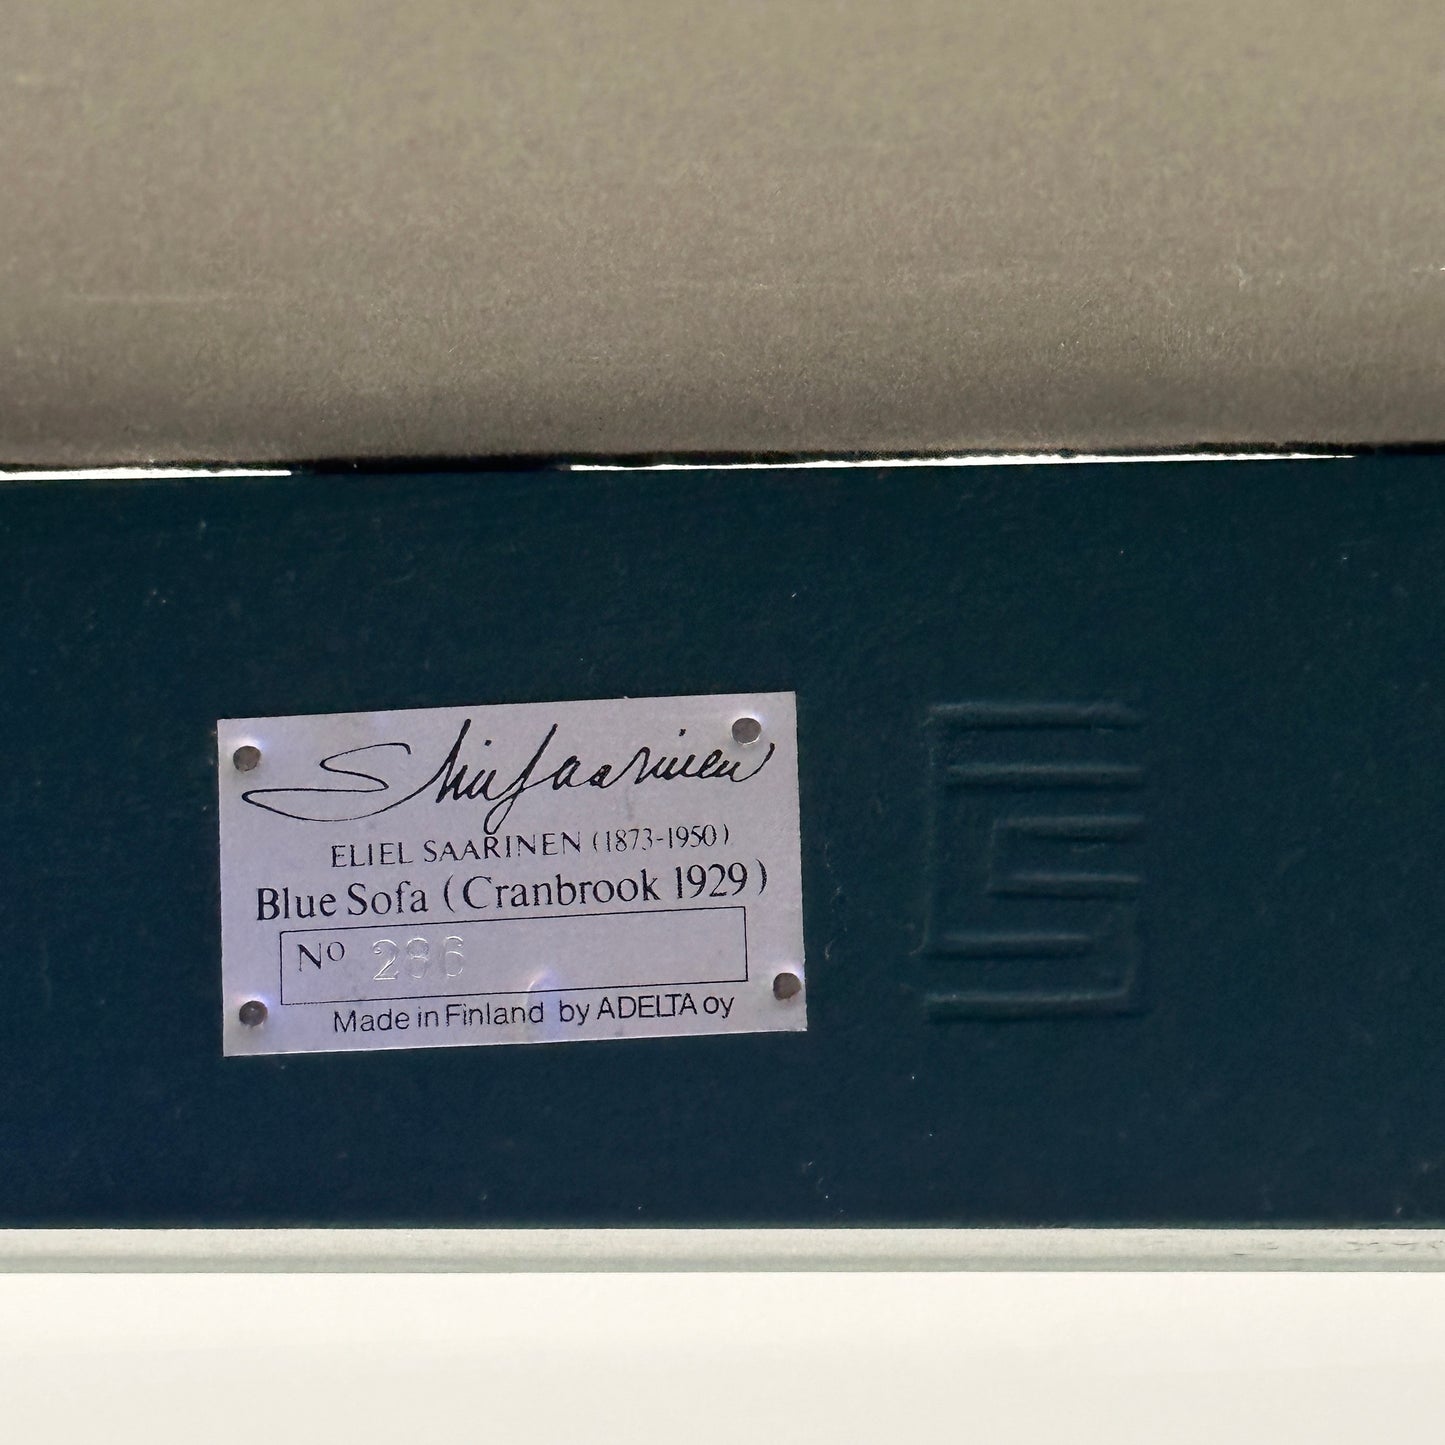 Eliel Saarinen
ELIEL SAARINEN (1873-1950)
Blue Sofa (Cranbrook 1929)
No 286
Made in Finland by ADELTA oy